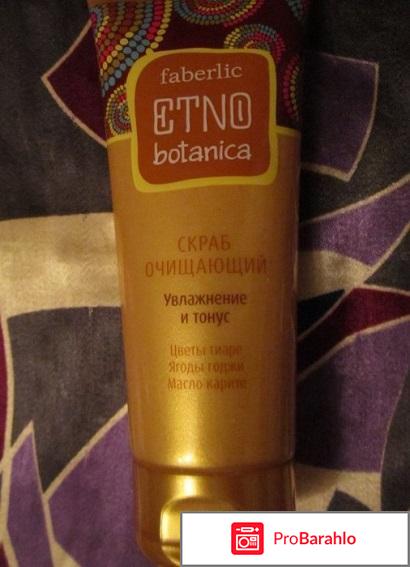 faberlic
ETNO
botanica
СКРАБ
ОЧИЩАЮЩИЙ
Увлажнение
и тонус
Цветы тиаре
Ягоды годжи
Масло карите
ProBarahlo